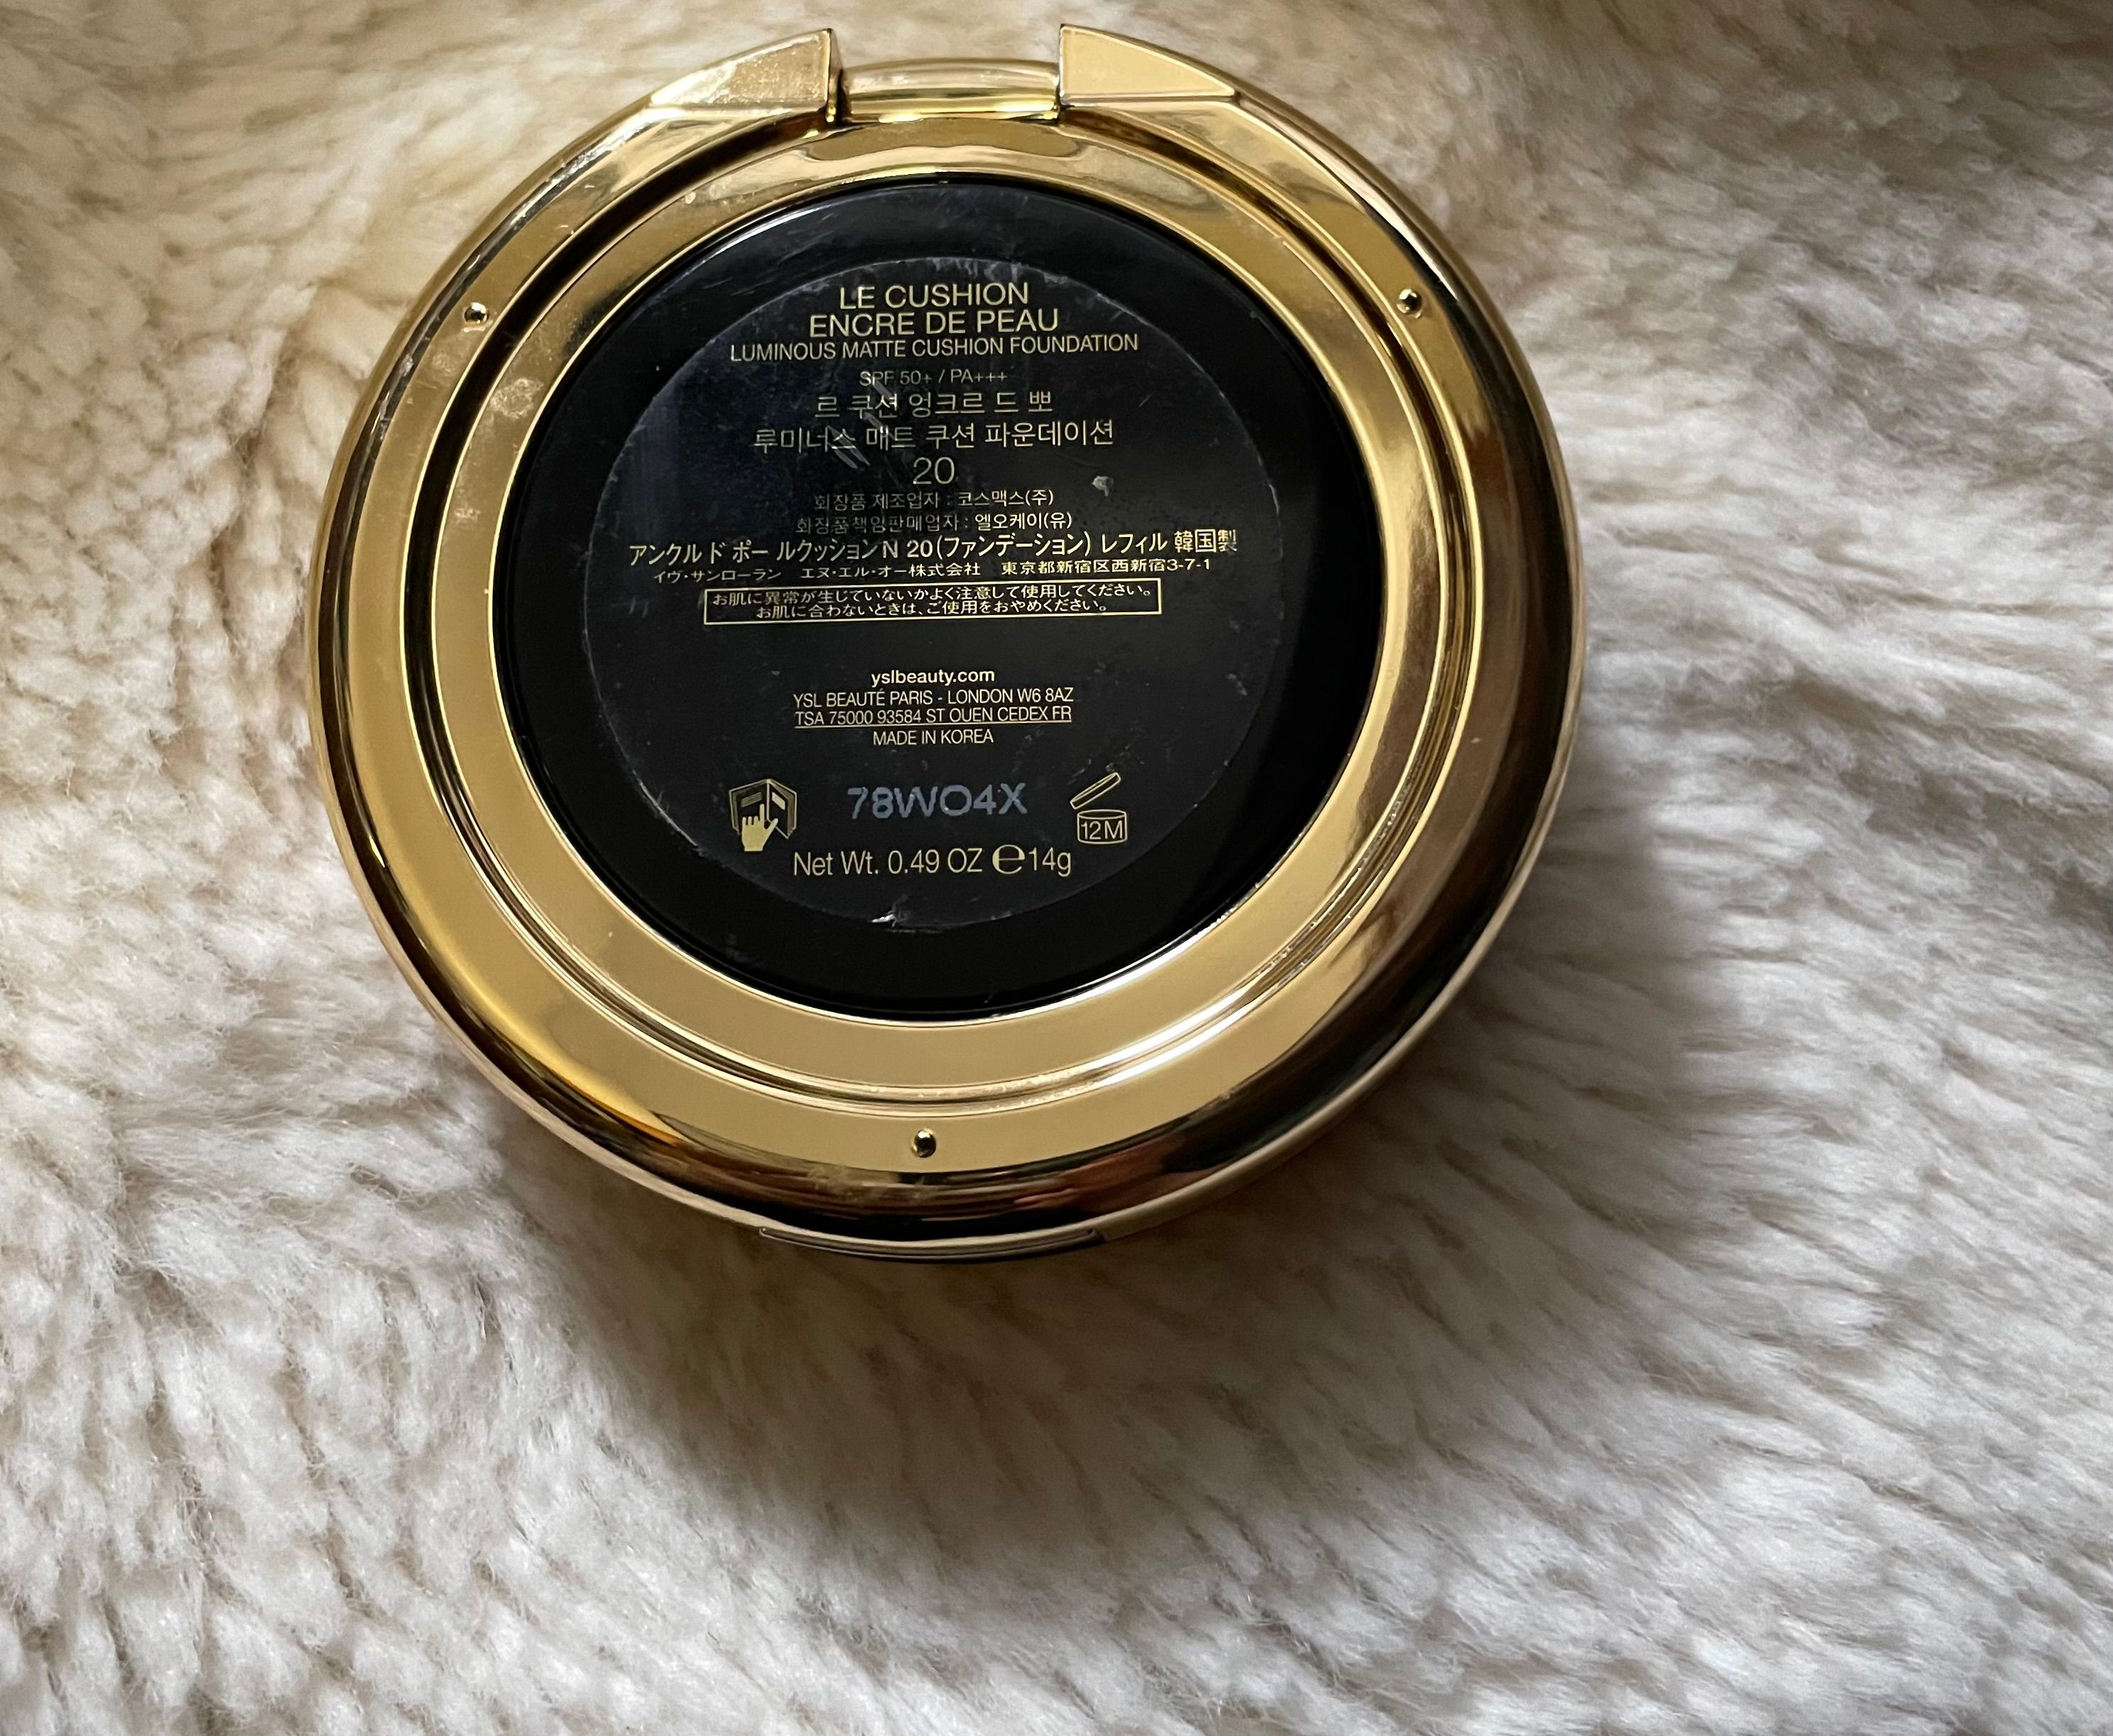 LE CUSHION
ENCRE DE PEAU
LUMINOUS MATTE CUSHION FOUNDATION
SPF 50+ / PA+++
르 쿠션 엉크르 드 뽀
루미너스 매트 쿠션 파운데이션
20
화장품 제조업자 : 코스맥스(주)
화장품책임판매업자 : 엘오케이(유)
アンクル ド ポー ルクッション N 20(ファンデーション) レフィル 韓国製
イヴ・サンローラン エヌ・エル・オー株式会社 東京都新宿区西新宿3-7-1
お肌に異常が生じていないかよく注意して使用してください。
お肌に合わないときは、ご使用をおやめください。
yslbeauty.com
YSL BEAUTÉ PARIS - LONDON W6 8AZ
TSA 75000 93584 ST OUEN CEDEX FR
MADE IN KOREA
78WO4X
12M
Net Wt. 0.49 OZ ℮14g